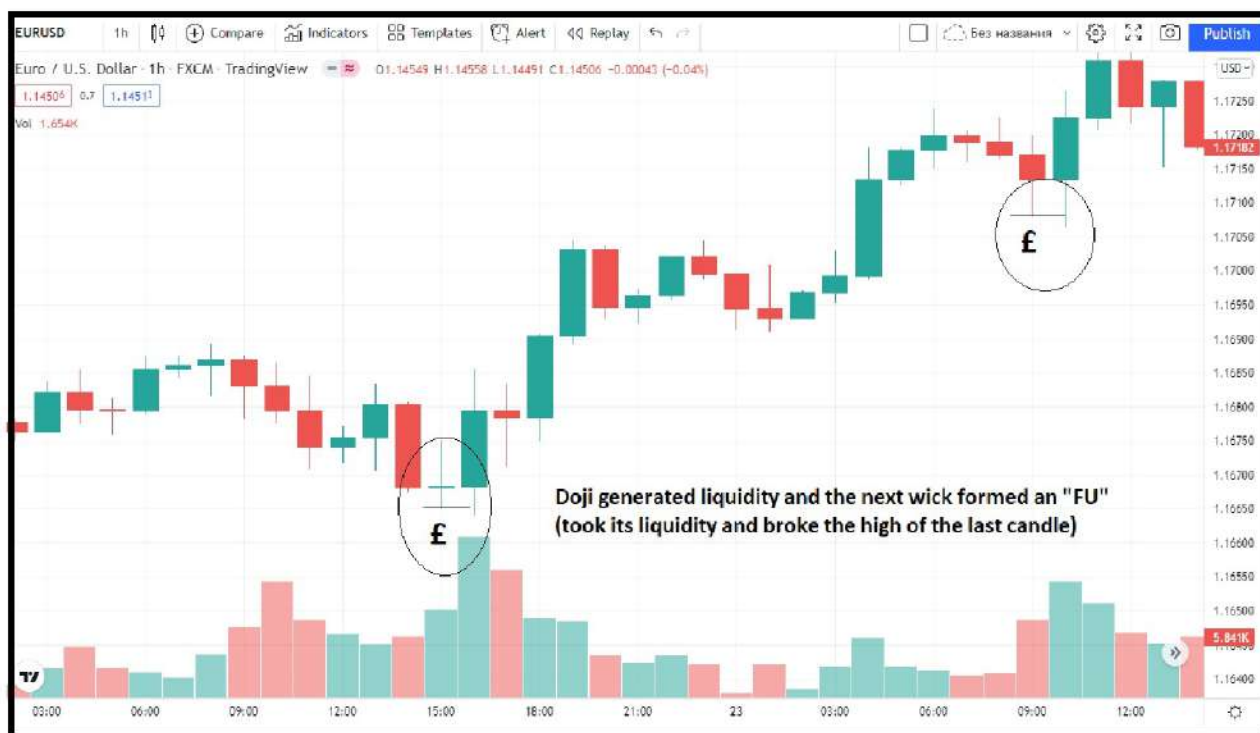 EURUSD 1h Compare Indicators Templates Alert Replay Без названия Publish
Euro / U.S. Dollar · 1h · FXCM · TradingView O1.14549 H1.14558 L1.14491 C1.14506 −0.00043 (−0.04%) USD
1.14506 0.7 1.14511
Vol 1.654K
1.17250
1.17200
1.17182
1.17150
1.17100
1.17050
£
1.17000
1.16950
1.16900
1.16850
1.16800
1.16750
1.16700
Doji generated liquidity and the next wick formed an "FU"
1.16650
(took its liquidity and broke the high of the last candle)
£
1.16600
1.16550
1.16500
5.841K
1.16400
03:00 06:00 09:00 12:00 15:00 18:00 21:00 23 03:00 06:00 09:00 12:00